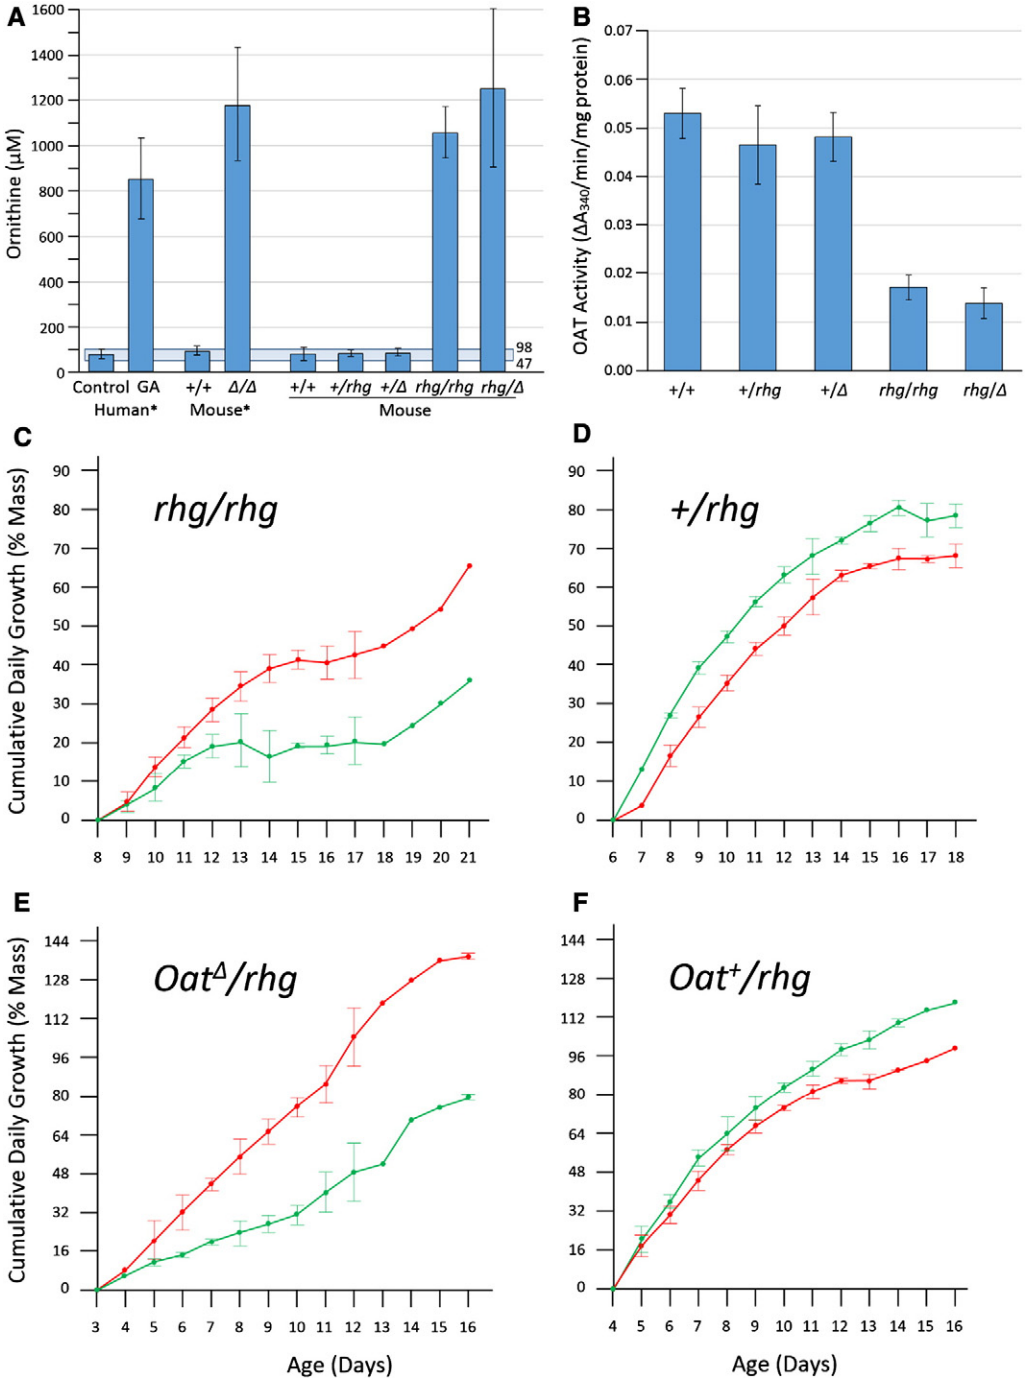 A
Ornithine (μM)
1600
1400
1200
1000
800
600
400
200
0
98
47
Control GA +/+ Δ/Δ +/+ +/rhg +/Δ rhg/rhg rhg/Δ
Human* Mouse* Mouse
B
OAT Activity (ΔA340/min/mg protein)
0.07
0.06
0.05
0.04
0.03
0.02
0.01
0.00
+/+ +/rhg +/Δ rhg/rhg rhg/Δ
C
rhg/rhg
Cumulative Daily Growth (% Mass)
90
80
70
60
50
40
30
20
10
0
8 9 10 11 12 13 14 15 16 17 18 19 20 21
D
+/rhg
90
80
70
60
50
40
30
20
10
0
6 7 8 9 10 11 12 13 14 15 16 17 18
E
OatΔ/rhg
Cumulative Daily Growth (% Mass)
144
128
112
96
80
64
48
32
16
0
3 4 5 6 7 8 9 10 11 12 13 14 15 16
Age (Days)
F
Oat+/rhg
144
128
112
96
80
64
48
32
16
0
4 5 6 7 8 9 10 11 12 13 14 15 16
Age (Days)